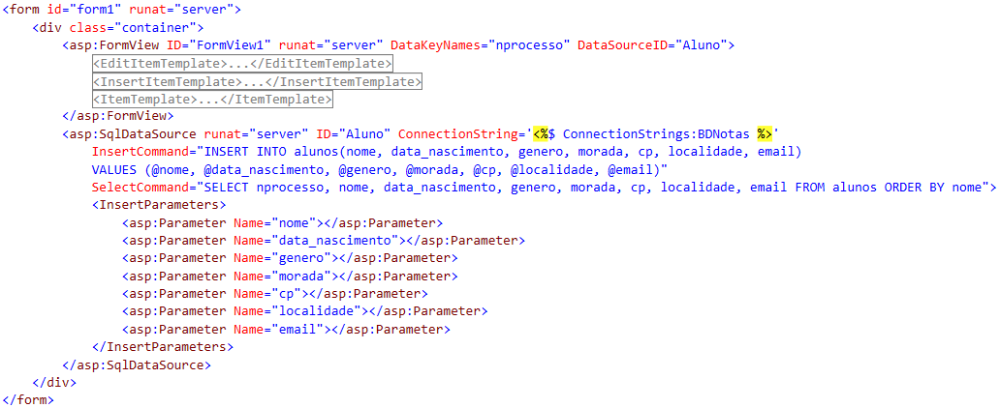 <form id="form1" runat="server">
<div class="container">
<asp:FormView ID="FormView1" runat="server" DataKeyNames="nprocesso" DataSourceID="Aluno">
<EditItemTemplate>...</EditItemTemplate>
<InsertItemTemplate>...</InsertItemTemplate>
<ItemTemplate>...</ItemTemplate>
</asp:FormView>
<asp:SqlDataSource runat="server" ID="Aluno" ConnectionString='<%$ ConnectionStrings:BDNotas %>'
InsertCommand="INSERT INTO alunos(nome, data_nascimento, genero, morada, cp, localidade, email)
VALUES (@nome, @data_nascimento, @genero, @morada, @cp, @localidade, @email)"
SelectCommand="SELECT nprocesso, nome, data_nascimento, genero, morada, cp, localidade, email FROM alunos ORDER BY nome">
<InsertParameters>
<asp:Parameter Name="nome"></asp:Parameter>
<asp:Parameter Name="data_nascimento"></asp:Parameter>
<asp:Parameter Name="genero"></asp:Parameter>
<asp:Parameter Name="morada"></asp:Parameter>
<asp:Parameter Name="cp"></asp:Parameter>
<asp:Parameter Name="localidade"></asp:Parameter>
<asp:Parameter Name="email"></asp:Parameter>
</InsertParameters>
</asp:SqlDataSource>
</div>
</form>